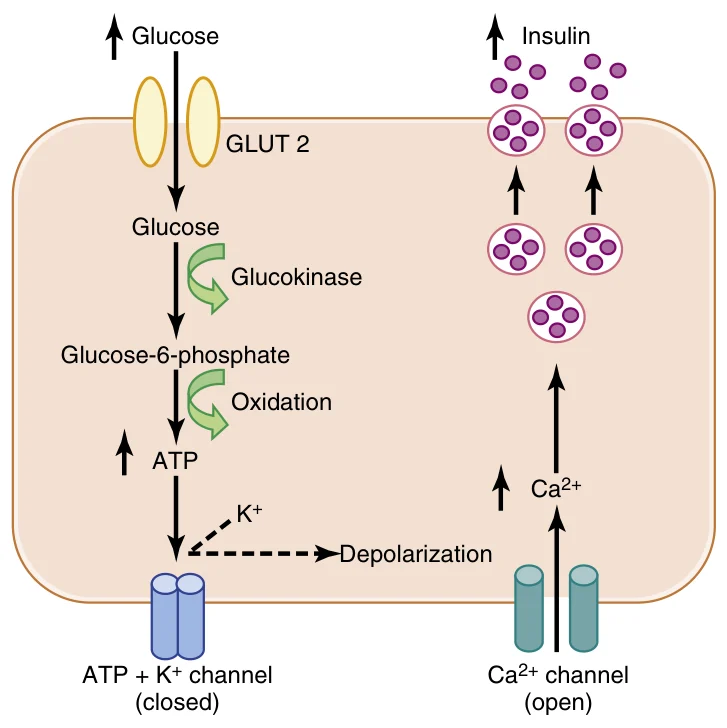 Glucose
Insulin
GLUT 2
Glucose
Glucokinase
Glucose-6-phosphate
Oxidation
ATP
Ca²⁺
K⁺
Depolarization
ATP + K⁺ channel
(closed)
Ca²⁺ channel
(open)